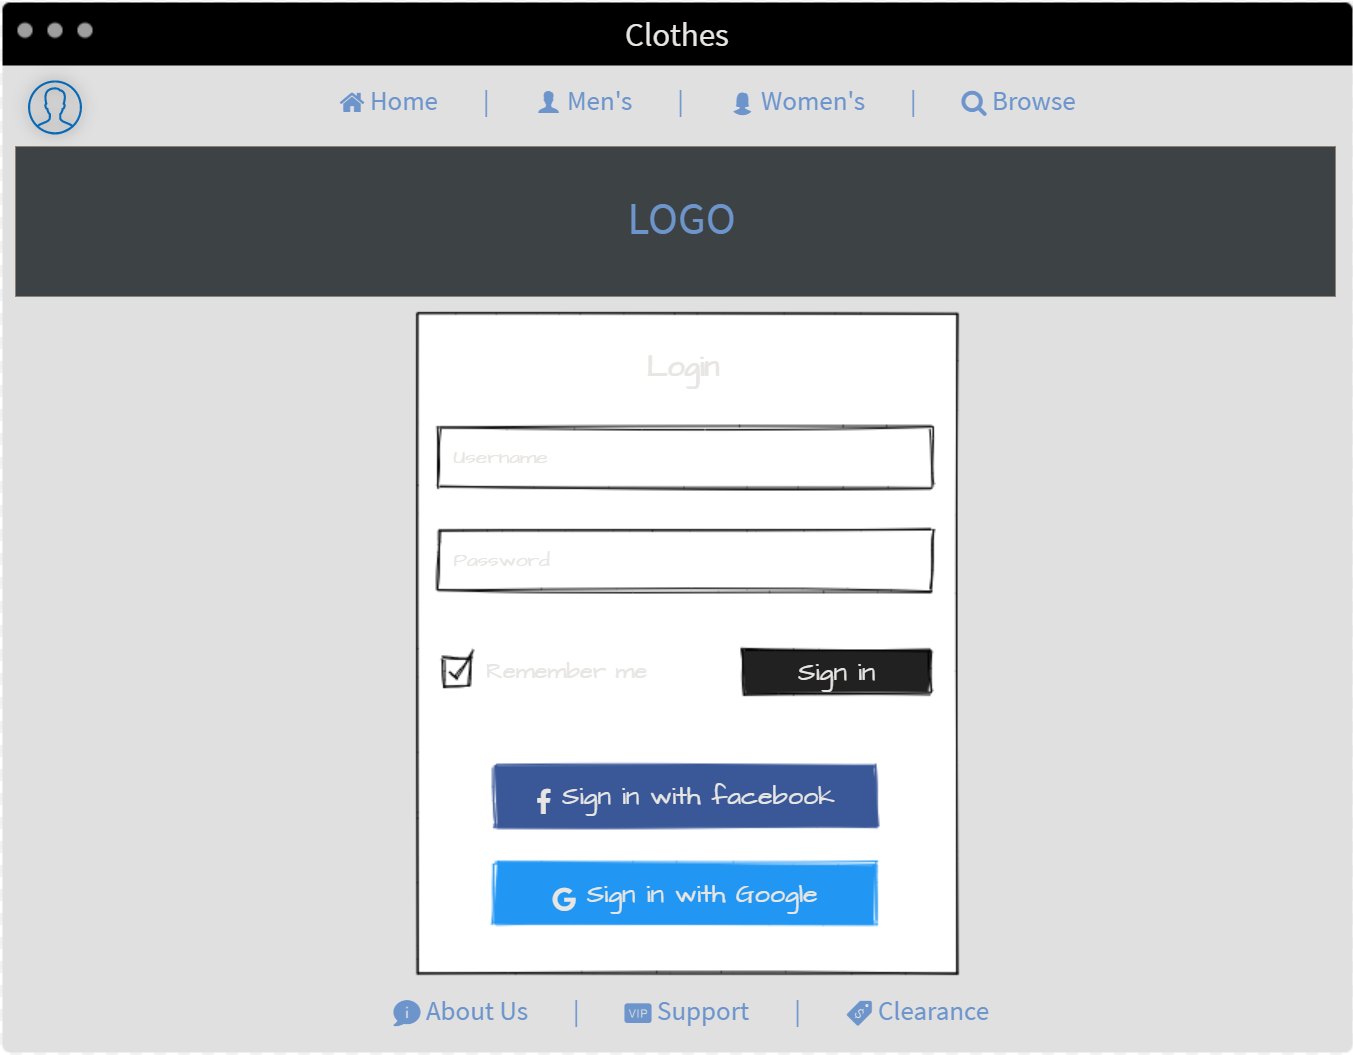 Clothes
Home | Men's | Women's | Browse
LOGO
Login
Username
Password
Remember me
Sign in
f Sign in with facebook
G Sign in with Google
i About Us | VIP Support | $ Clearance